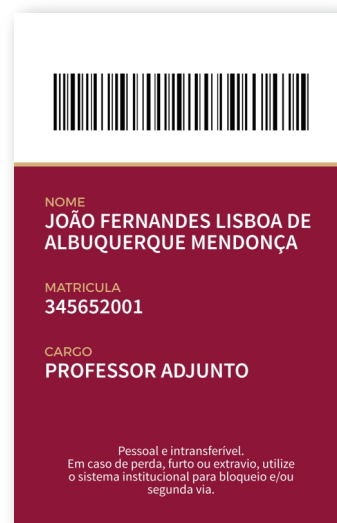 NOME
JOÃO FERNANDES LISBOA DE
ALBUQUERQUE MENDONÇA
MATRICULA
345652001
CARGO
PROFESSOR ADJUNTO
Pessoal e intransferível.
Em caso de perda, furto ou extravio, utilize
o sistema institucional para bloqueio e/ou
segunda via.